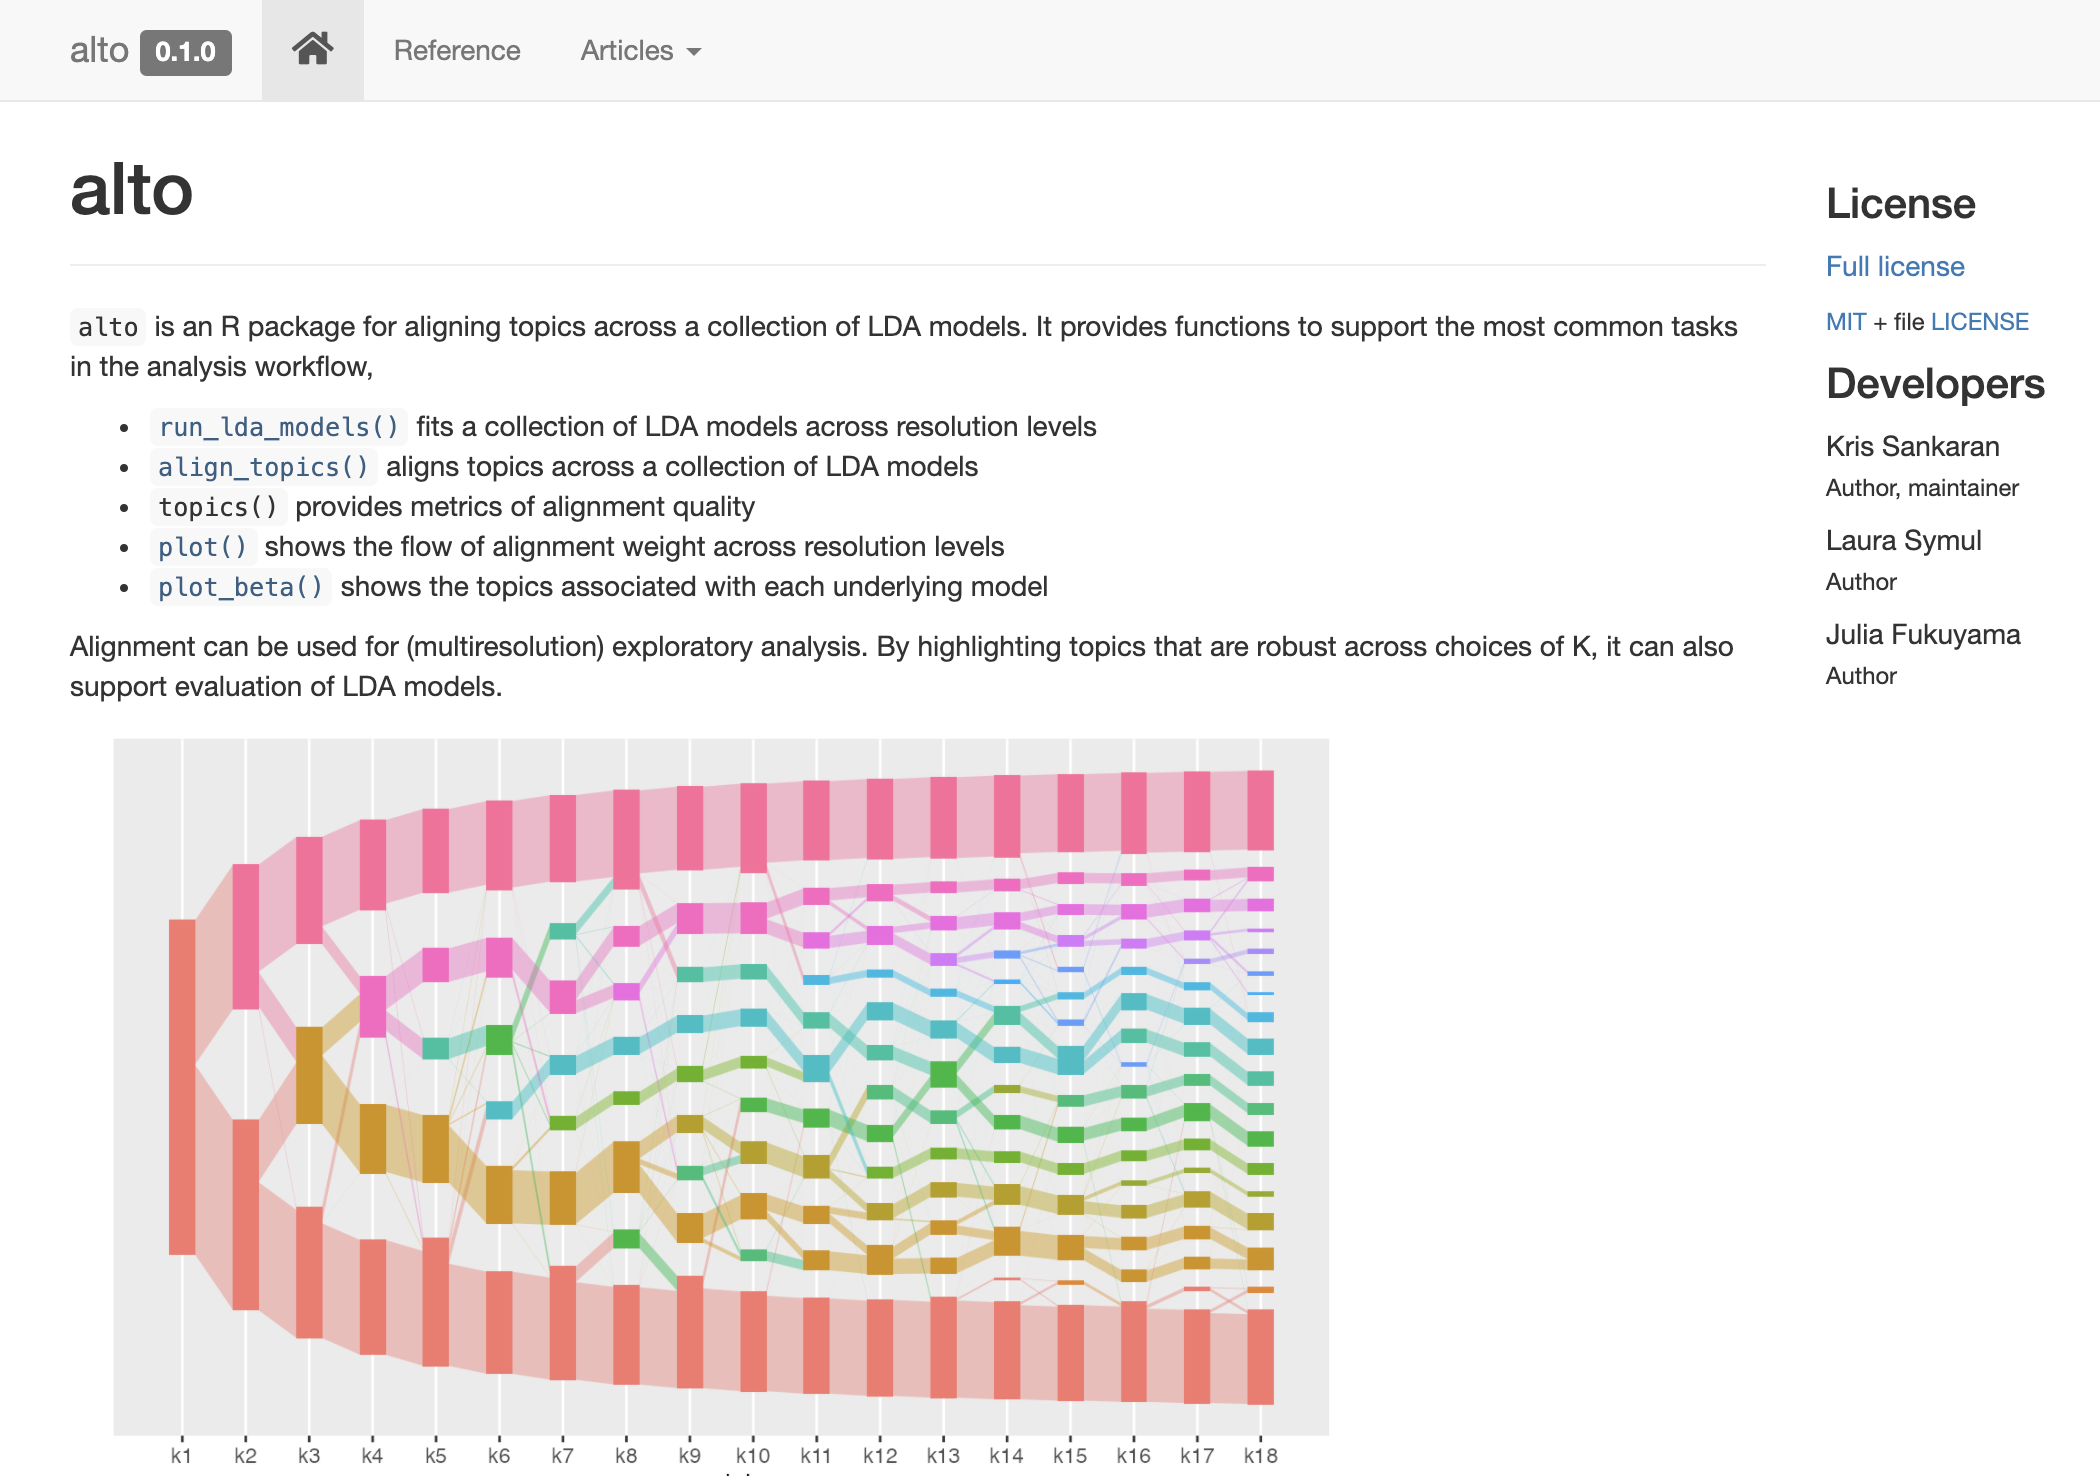 alto 0.1.0 Reference Articles
alto
alto is an R package for aligning topics across a collection of LDA models. It provides functions to support the most common tasks
in the analysis workflow,
• run_lda_models() fits a collection of LDA models across resolution levels
• align_topics() aligns topics across a collection of LDA models
• topics() provides metrics of alignment quality
• plot() shows the flow of alignment weight across resolution levels
• plot_beta() shows the topics associated with each underlying model
Alignment can be used for (multiresolution) exploratory analysis. By highlighting topics that are robust across choices of K, it can also
support evaluation of LDA models.
k1 k2 k3 k4 k5 k6 k7 k8 k9 k10 k11 k12 k13 k14 k15 k16 k17 k18
License
Full license
MIT + file LICENSE
Developers
Kris Sankaran
Author, maintainer
Laura Symul
Author
Julia Fukuyama
Author